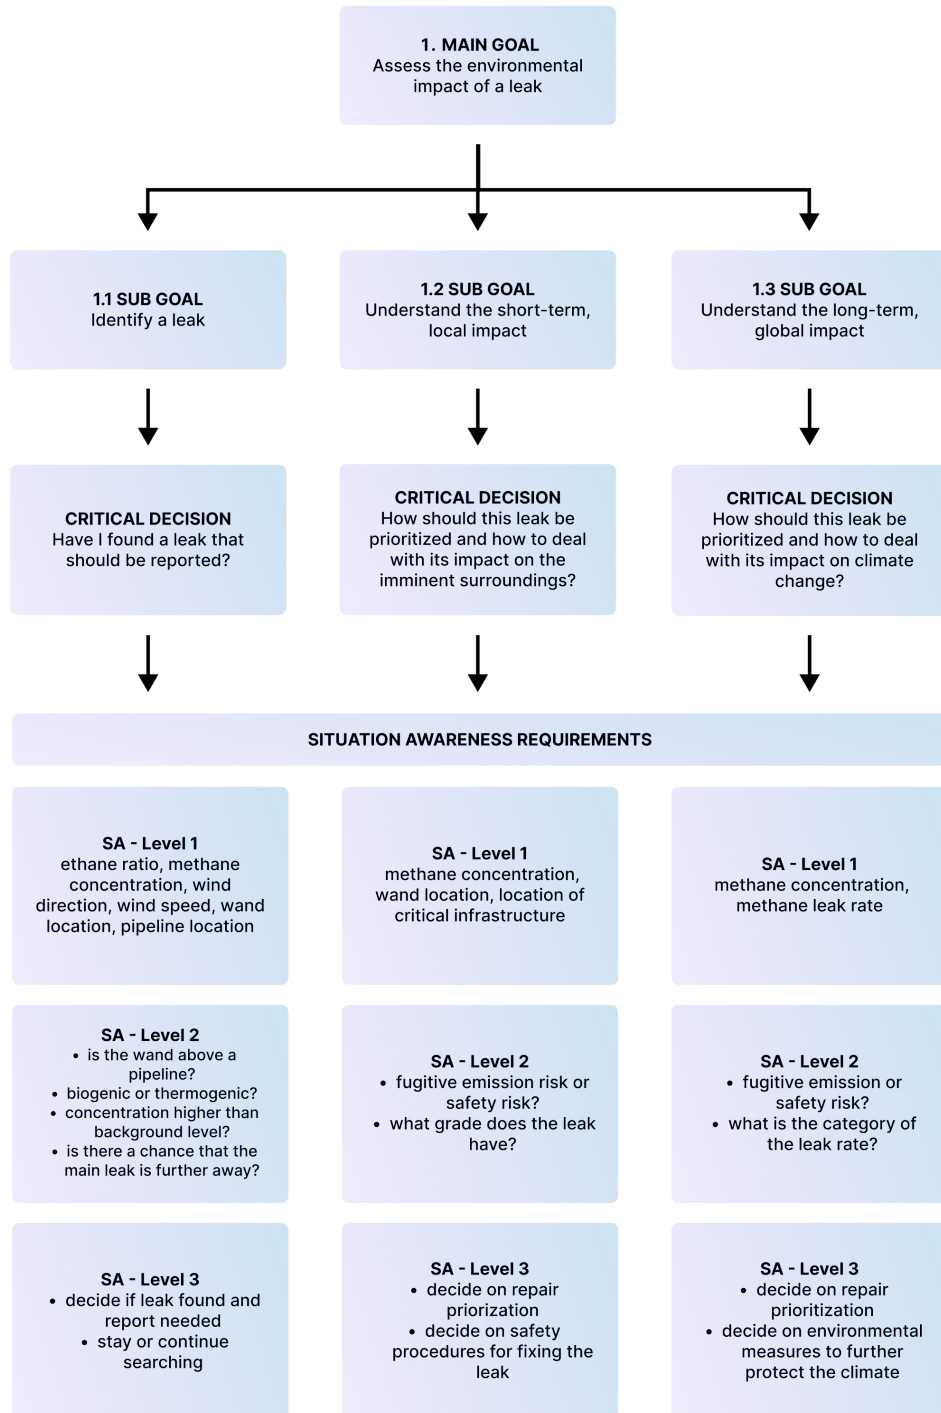 1. MAIN GOAL
Assess the environmental
impact of a leak
1.1 SUB GOAL
Identify a leak
1.2 SUB GOAL
Understand the short-term,
local impact
1.3 SUB GOAL
Understand the long-term,
global impact
CRITICAL DECISION
Have I found a leak that
should be reported?
CRITICAL DECISION
How should this leak be
prioritized and how to deal
with its impact on the
imminent surroundings?
CRITICAL DECISION
How should this leak be
prioritized and how to deal
with its impact on climate
change?
SITUATION AWARENESS REQUIREMENTS
SA - Level 1
ethane ratio, methane
concentration, wind
direction, wind speed, wand
location, pipeline location
SA - Level 1
methane concentration,
wand location, location of
critical infrastructure
SA - Level 1
methane concentration,
methane leak rate
SA - Level 2
• is the wand above a
pipeline?
• biogenic or thermogenic?
• concentration higher than
background level?
• is there a chance that the
main leak is further away?
SA - Level 2
• fugitive emission risk or
safety risk?
• what grade does the leak
have?
SA - Level 2
• fugitive emission or
safety risk?
• what is the category of
the leak rate?
SA - Level 3
• decide if leak found and
report needed
• stay or continue
searching
SA - Level 3
• decide on repair
priorization
• decide on safety
procedures for fixing the
leak
SA - Level 3
• decide on repair
prioritization
• decide on environmental
measures to further
protect the climate